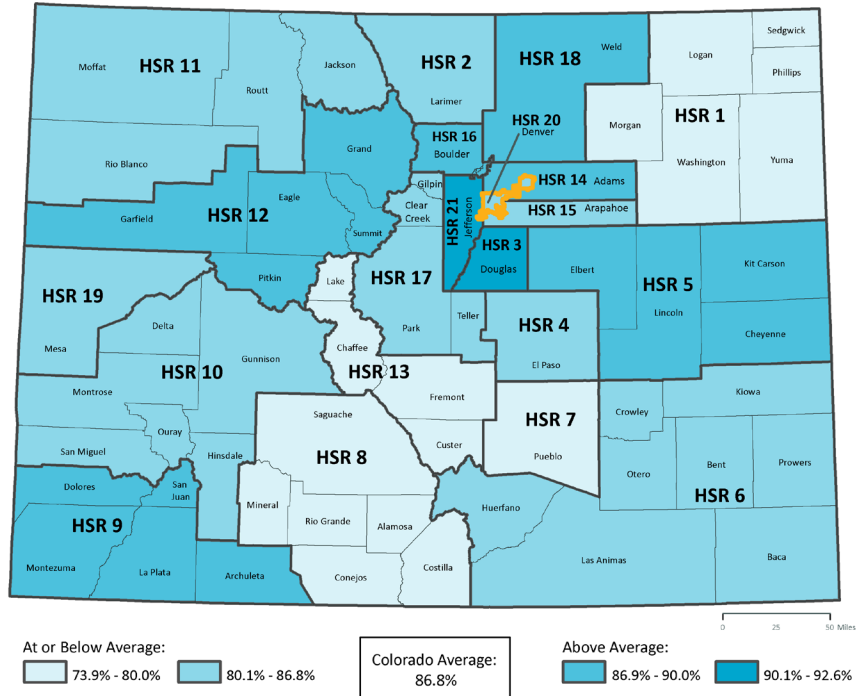 Sedgwick
HSR 18
Weld
Logan
HSR 2
HSR 11
Moffat
Jackson
Phillips
Routt
Larimer
HSR 1
HSR 20
Denver
Morgan
HSR 16
Boulder
Grand
Rio Blanco
Washington
Yuma
Gilpin
HSR 14
Adams
Eagle
Clear
Creek
HSR 21
Jefferson
HSR 15
Arapahoe
Garfield
HSR 12
Summit
HSR 3
Douglas
Elbert
Kit Carson
Pitkin
Lake
HSR 17
HSR 5
HSR 19
Lincoln
Delta
Park
Teller
HSR 4
Cheyenne
Mesa
Chaffee
Gunnison
El Paso
HSR 10
HSR 13
Montrose
Fremont
Kiowa
Saguache
HSR 7
Crowley
Ouray
Custer
San Miguel
Hinsdale
HSR 8
Pueblo
Bent
Prowers
Otero
Dolores
San
Juan
HSR 6
Mineral
Huerfano
Rio Grande
Alamosa
HSR 9
Las Animas
Baca
Montezuma
La Plata
Archuleta
Conejos
Costilla
0 25 50 Miles
At or Below Average:
73.9% - 80.0%
80.1% - 86.8%
Colorado Average:
86.8%
Above Average:
86.9% - 90.0%
90.1% - 92.6%